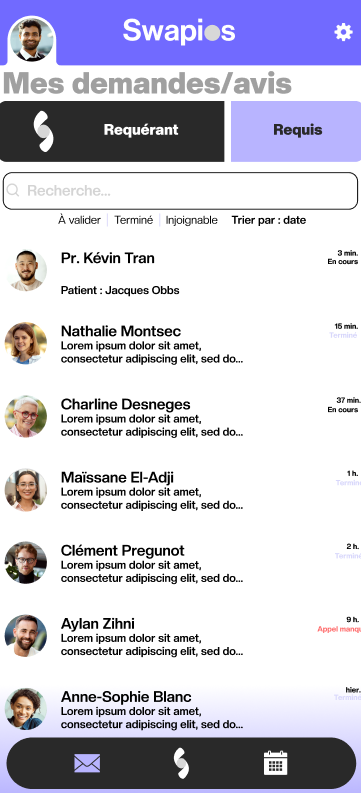 Swapios
Mes demandes/avis
Requérant
Requis
Recherche...
À valider | Terminé | Injoignable Trier par : date
Pr. Kévin Tran
3 min.
En cours
Patient : Jacques Obbs
Nathalie Montsec
15 min.
Terminé
Lorem ipsum dolor sit amet,
consectetur adipiscing elit, sed do...
Charline Desneges
37 min.
En cours
Lorem ipsum dolor sit amet,
consectetur adipiscing elit, sed do...
Maïssane El-Adji
1 h.
Termin
Lorem ipsum dolor sit amet,
consectetur adipiscing elit, sed do...
Clément Pregunot
2 h.
Terminé
Lorem ipsum dolor sit amet,
consectetur adipiscing elit, sed do...
Aylan Zihni
9 h.
Appel manqu
Lorem ipsum dolor sit amet,
consectetur adipiscing elit, sed do...
Anne-Sophie Blanc
hier.
Terminé
Lorem ipsum dolor sit amet,
consectetur adipiscing elit, sed do...